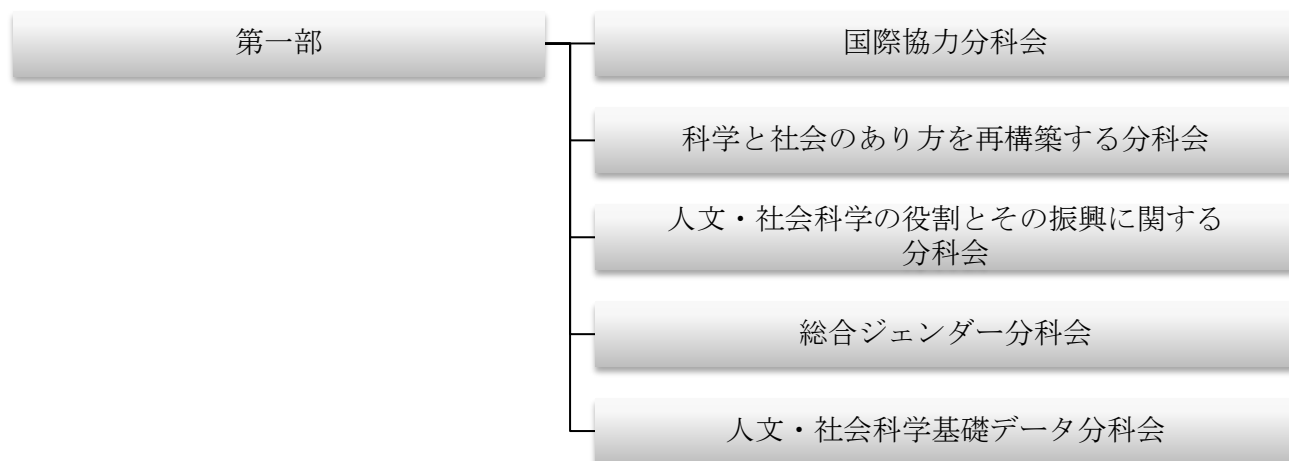 第一部
国際協力分科会
科学と社会のあり方を再構築する分科会
人文・社会科学の役割とその振興に関する
分科会
総合ジェンダー分科会
人文・社会科学基礎データ分科会